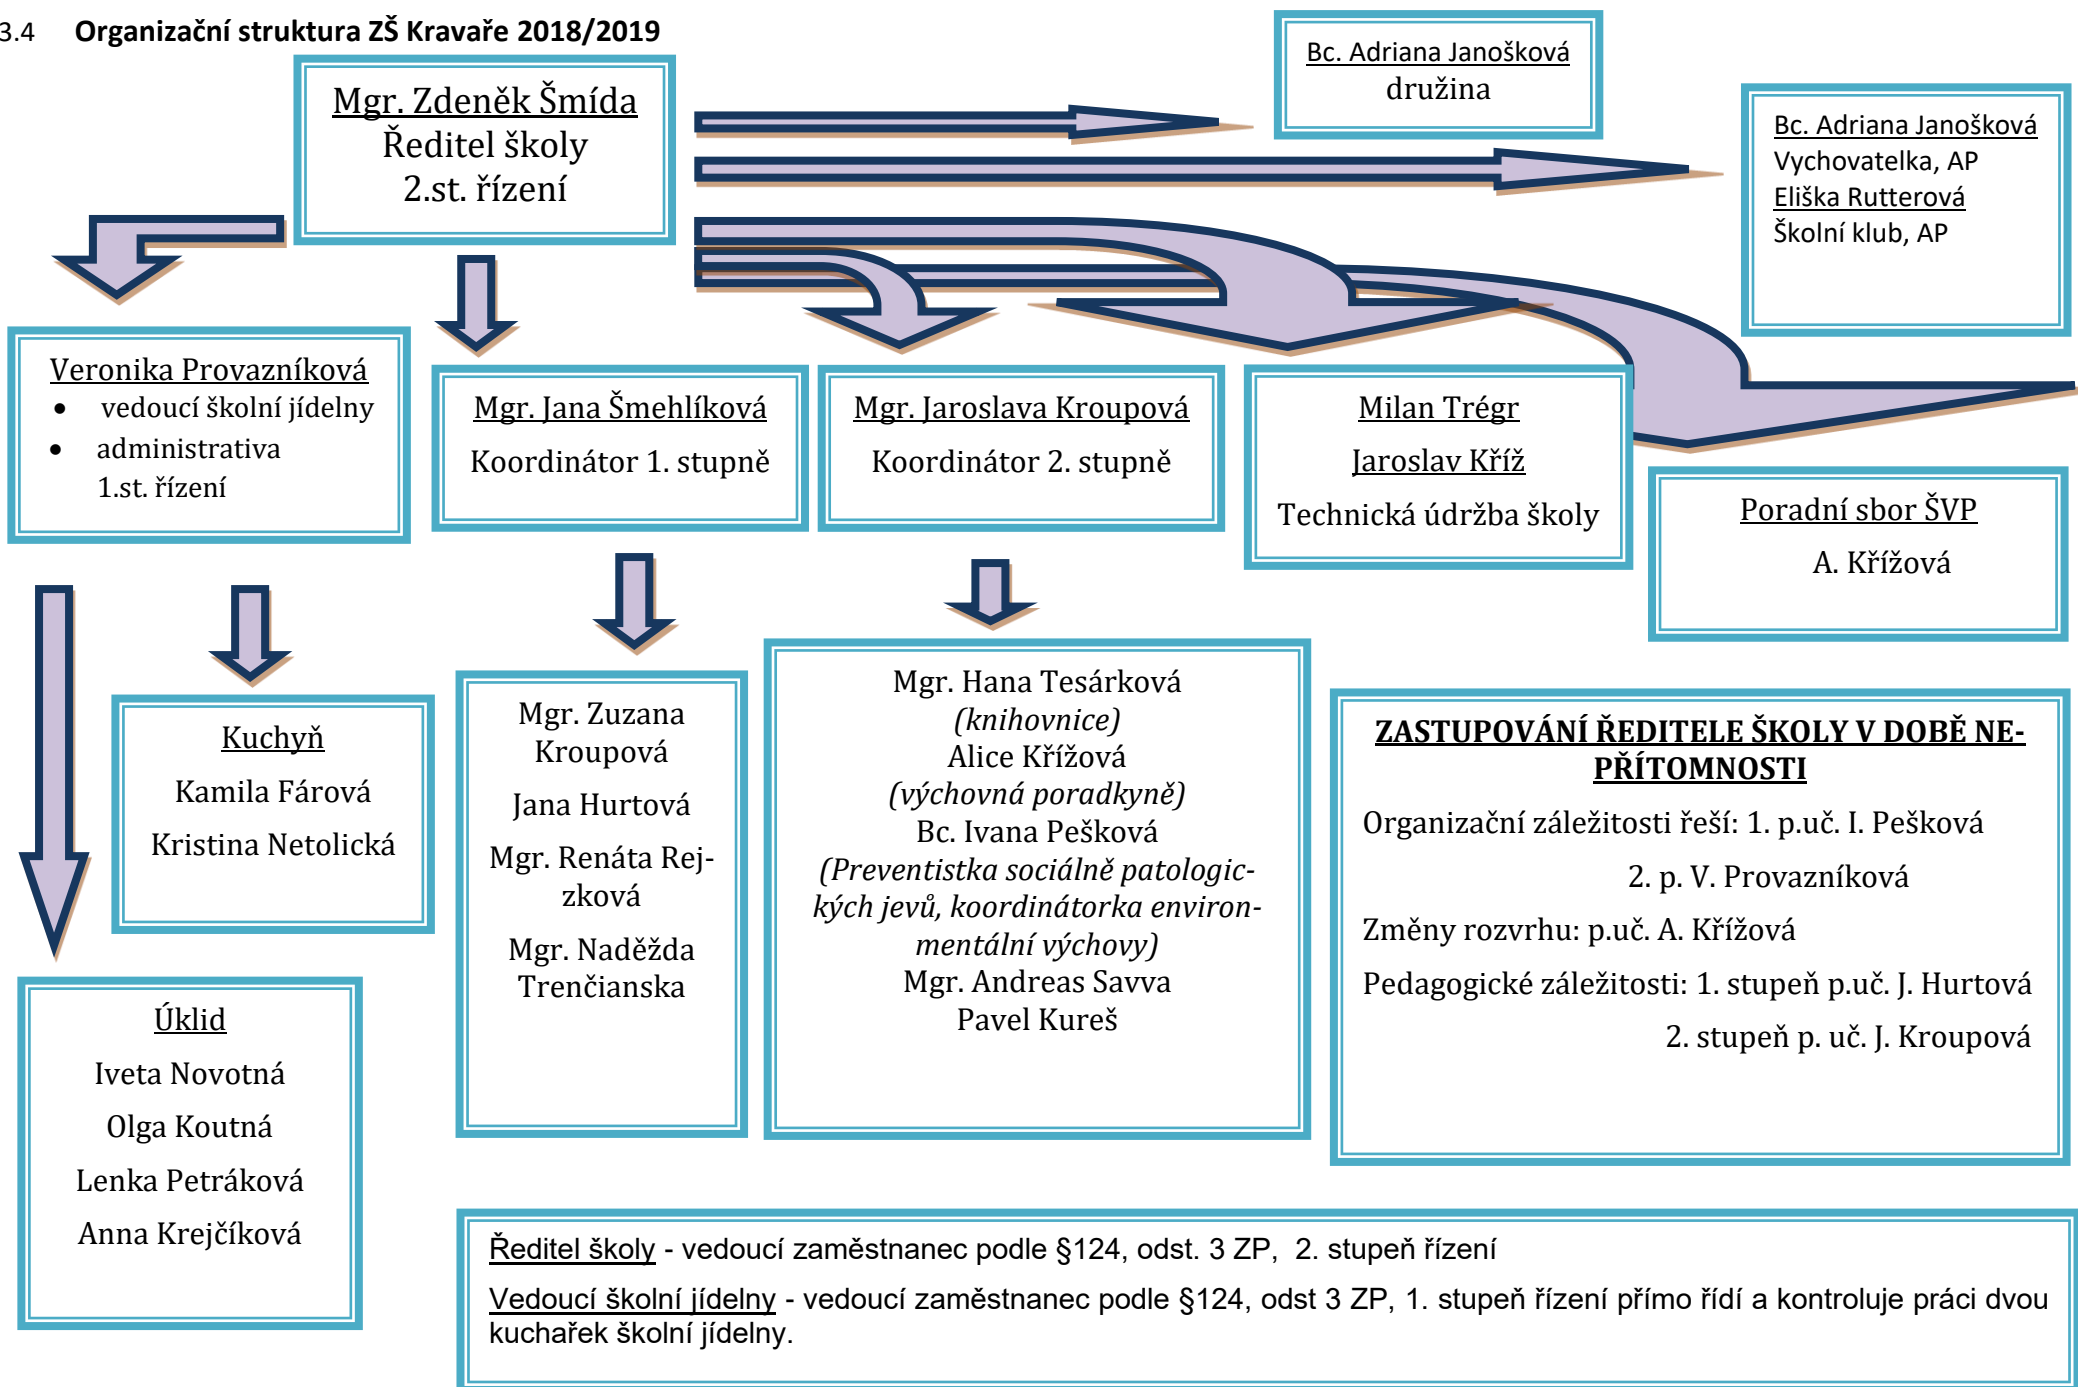 3.4 Organizační struktura ZŠ Kravaře 2018/2019
Mgr. Zdeněk Šmída
Ředitel školy
2.st. řízení
Bc. Adriana Janošková
družina
Bc. Adriana Janošková
Vychovatelka, AP
Eliška Rutterová
Školní klub, AP
Veronika Provazníková
• vedoucí školní jídelny
• administrativa
1.st. řízení
Mgr. Jana Šmehlíková
Koordinátor 1. stupně
Mgr. Jaroslava Kroupová
Koordinátor 2. stupně
Milan Trégr
Jaroslav Kříž
Technická údržba školy
Poradní sbor ŠVP
A. Křížová
Kuchyň
Kamila Fárová
Kristina Netolická
Úklid
Iveta Novotná
Olga Koutná
Lenka Petráková
Anna Krejčíková
Mgr. Zuzana
Kroupová
Jana Hurtová
Mgr. Renáta Rej-
zková
Mgr. Naděžda
Trenčianska
Mgr. Hana Tesárková
(knihovnice)
Alice Křížová
(výchovná poradkyně)
Bc. Ivana Pešková
(Preventistka sociálně patologic-
kých jevů, koordinátorka environ-
mentální výchovy)
Mgr. Andreas Savva
Pavel Kureš
ZASTUPOVÁNÍ ŘEDITELE ŠKOLY V DOBĚ NE-
PŘÍTOMNOSTI
Organizační záležitosti řeší: 1. p.uč. I. Pešková
2. p. V. Provazníková
Změny rozvrhu: p.uč. A. Křížová
Pedagogické záležitosti: 1. stupeň p.uč. J. Hurtová
2. stupeň p. uč. J. Kroupová
Ředitel školy - vedoucí zaměstnanec podle §124, odst. 3 ZP, 2. stupeň řízení
Vedoucí školní jídelny - vedoucí zaměstnanec podle §124, odst 3 ZP, 1. stupeň řízení přímo řídí a kontroluje práci dvou
kuchařek školní jídelny.